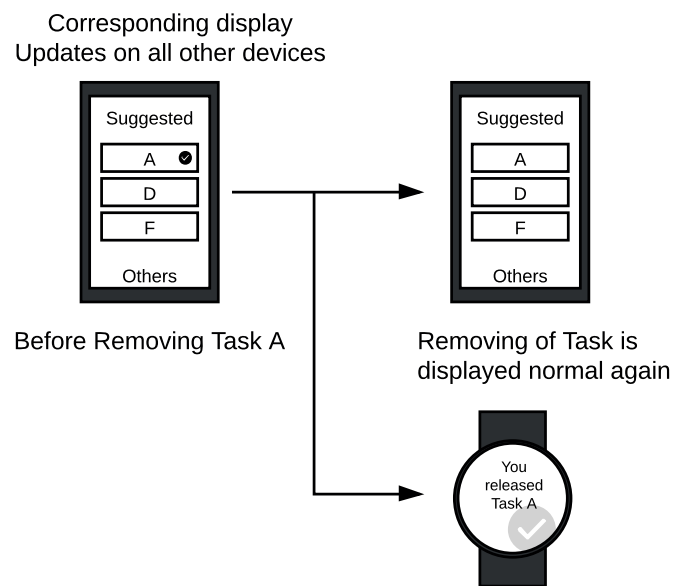 Corresponding display
Updates on all other devices
Suggested
A
D
F
Others
Before Removing Task A
Suggested
A
D
F
Others
Removing of Task is
displayed normal again
You
released
Task A